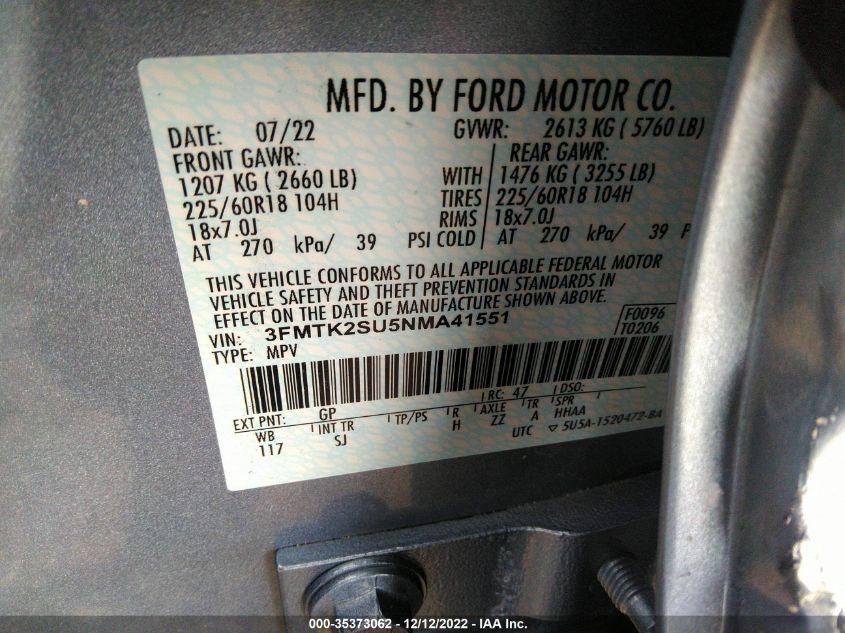 MFD. BY FORD MOTOR CO.
DATE: 07/22 GVWR: 2613 KG ( 5760 LB)
FRONT GAWR: REAR GAWR:
1207 KG ( 2660 LB) WITH 1476 KG ( 3255 LB)
225/60R18 104H TIRES 225/60R18 104H
18x7.0J RIMS 18x7.0J
AT 270 kPa/ 39 PSI COLD AT 270 kPa/ 39 P
THIS VEHICLE CONFORMS TO ALL APPLICABLE FEDERAL MOTOR
VEHICLE SAFETY AND THEFT PREVENTION STANDARDS IN
EFFECT ON THE DATE OF MANUFACTURE SHOWN ABOVE.
VIN: 3FMTK2SU5NMA41551 F0096
TYPE: MPV T0206
EXT PNT: GP RC: 47 DSO:
WB INT TR TP/PS R AXLE TR SPR
117 SJ H ZZ A HHAA
UTC ▽ 5U5A-1520472-BA
000-35373062 - 12/12/2022 - IAA Inc.